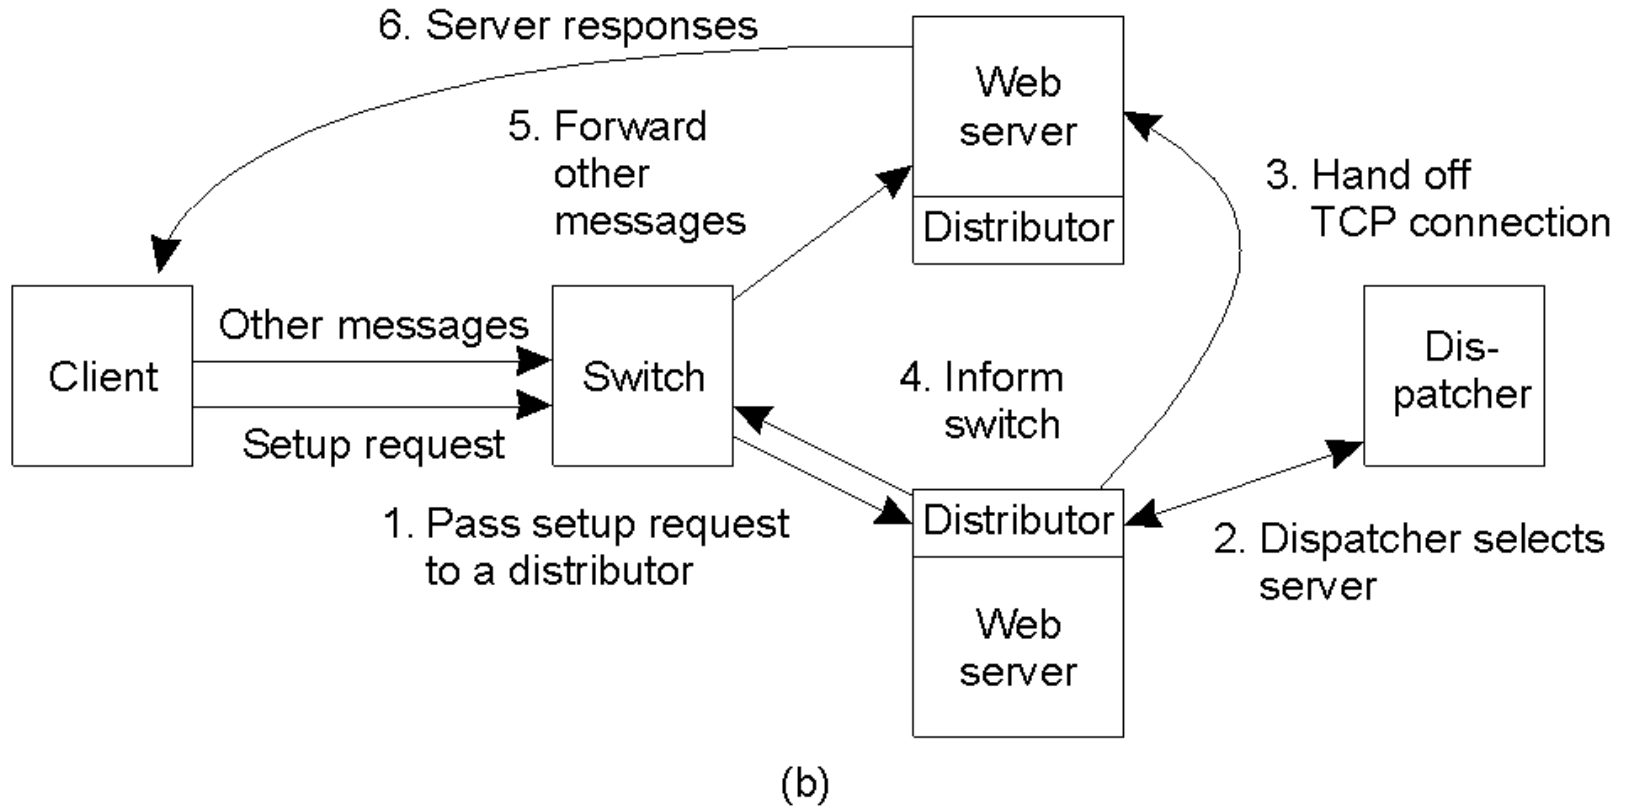 6. Server responses
Web
server
5. Forward
other
messages
Distributor
3. Hand off
TCP connection
Client
Other messages
Setup request
Switch
4. Inform
switch
Dis-
patcher
1. Pass setup request
to a distributor
Distributor
Web
server
2. Dispatcher selects
server
(b)